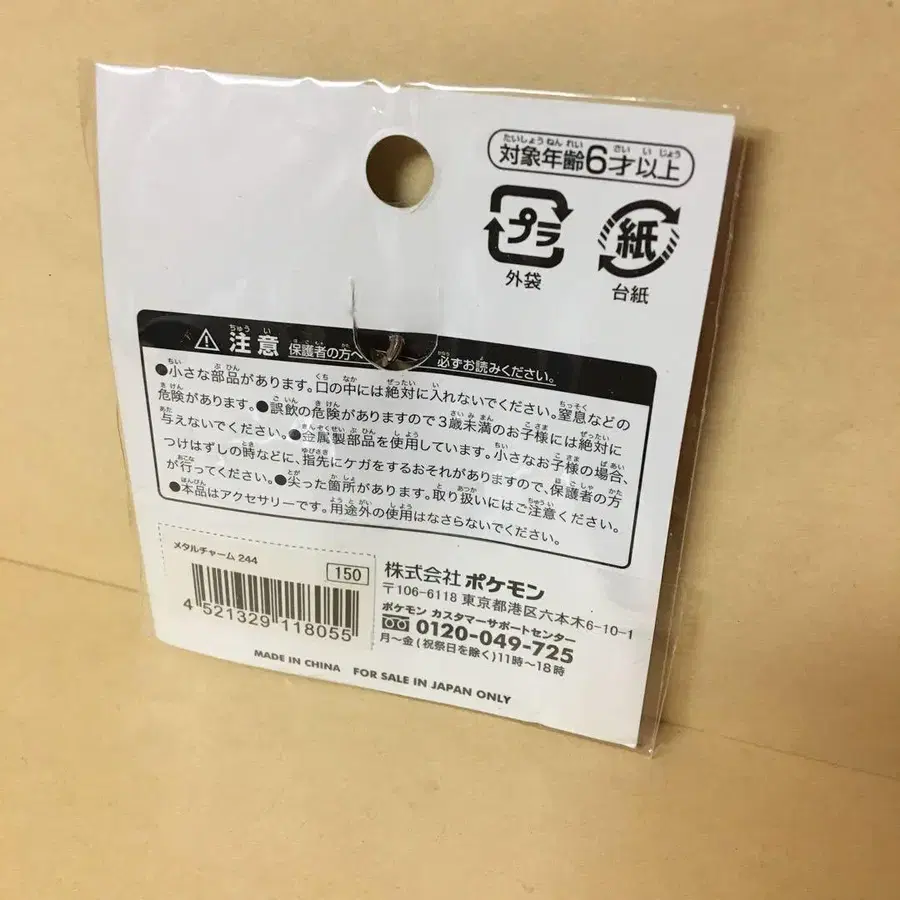 対象年齢6才以上
プラ
外袋
紙
台紙
注意 保護者の方へ 必ずお読みください。
●小さな部品があります。口の中には絶対に入れないでください。窒息などの
危険があります。●誤飲の危険がありますので3歳未満のお子様には絶対に
与えないでください。●金属製部品を使用しています。小さなお子様の場合、
つけはずしの時などに、指先にケガをするおそれがありますので、保護者の方
が行ってください。●尖った箇所があります。取り扱いにはご注意ください。
●本品はアクセサリーです。用途外の使用はなさらないでください。
メタルチャーム 244
150
4 521329 118055
株式会社 ポケモン
〒106-6118 東京都港区六本木6-10-1
ポケモン カスタマーサポートセンター
0120-049-725
月〜金(祝祭日を除く)11時〜18時
MADE IN CHINA FOR SALE IN JAPAN ONLY